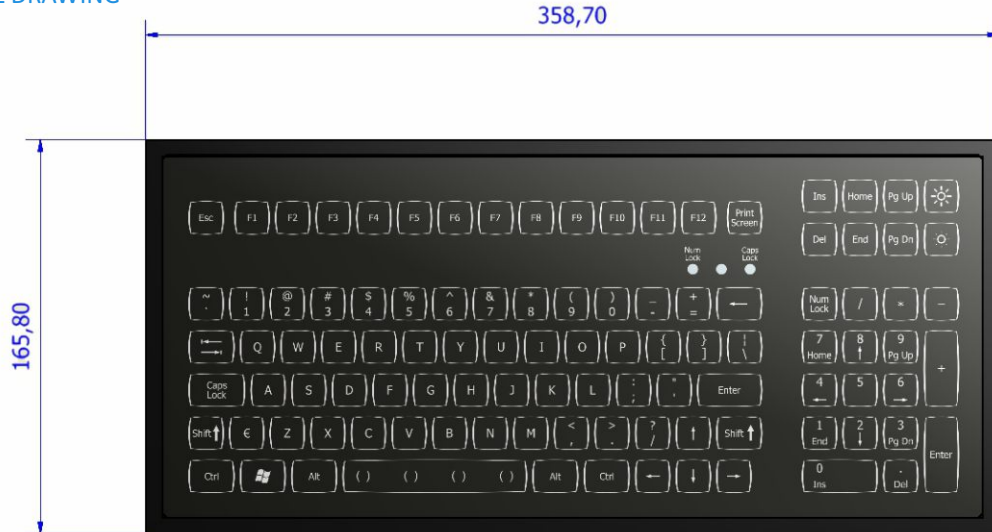 E DRAWING
358,70
165,80
Ins Home Pg Up
Esc F1 F2 F3 F4 F5 F6 F7 F8 F9 F10 F11 F12 Print Screen
Del End Pg Dn
Num Lock Caps Lock
~ ! @ # $ % ^ & * ( ) _ +
` 1 2 3 4 5 6 7 8 9 0 - = ←
Num Lock / * -
Q W E R T Y U I O P { [ } ] ¦ \
7 Home 8 ↑ 9 Pg Up +
Caps Lock A S D F G H J K L : ; " ' Enter
4 ← 5 6 →
Shift ↑ € Z X C V B N M < , > . ? / ↑ Shift ↑
1 End 2 ↓ 3 Pg Dn Enter
Ctrl Alt ( ) ( ) ( ) ( ) Alt Ctrl ← ↓ →
0 Ins . Del